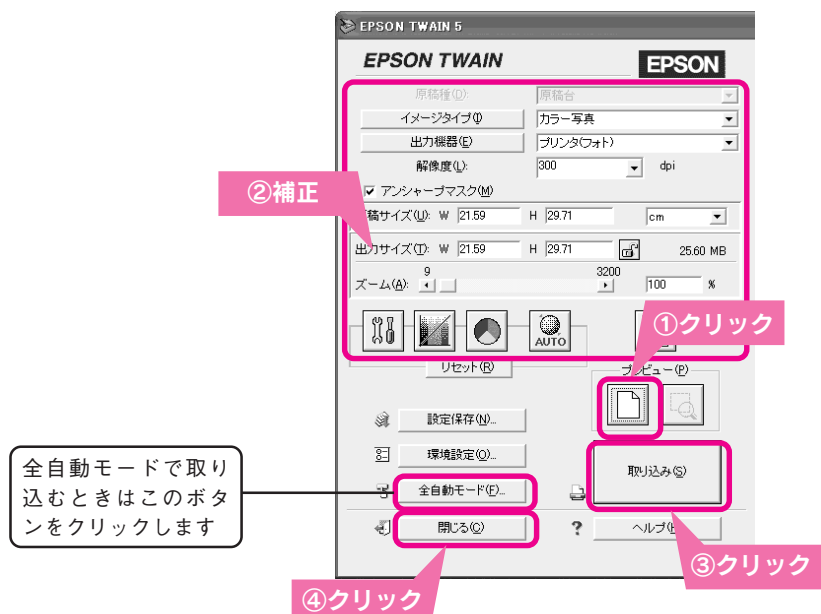 EPSON TWAIN 5
EPSON TWAIN
EPSON
原稿種(D):
原稿台
イメージタイプ(I)
カラー写真
出力機器(E)
プリンタ(フォト)
解像度(L):
300
dpi
②補正
アンシャープマスク(M)
稿サイズ(U): W 21.59 H 29.71 cm
出力サイズ(T): W 21.59 H 29.71 25.60 MB
9 3200
ズーム(A): 100 %
AUTO
①クリック
リセット(R)
プレビュー(P)
設定保存(N)...
環境設定(O)...
取り込み(S)
全自動モードで取り
込むときはこのボタ
ンをクリックします
全自動モード(F)...
閉じる(C)
? ヘルプ(
③クリック
④クリック